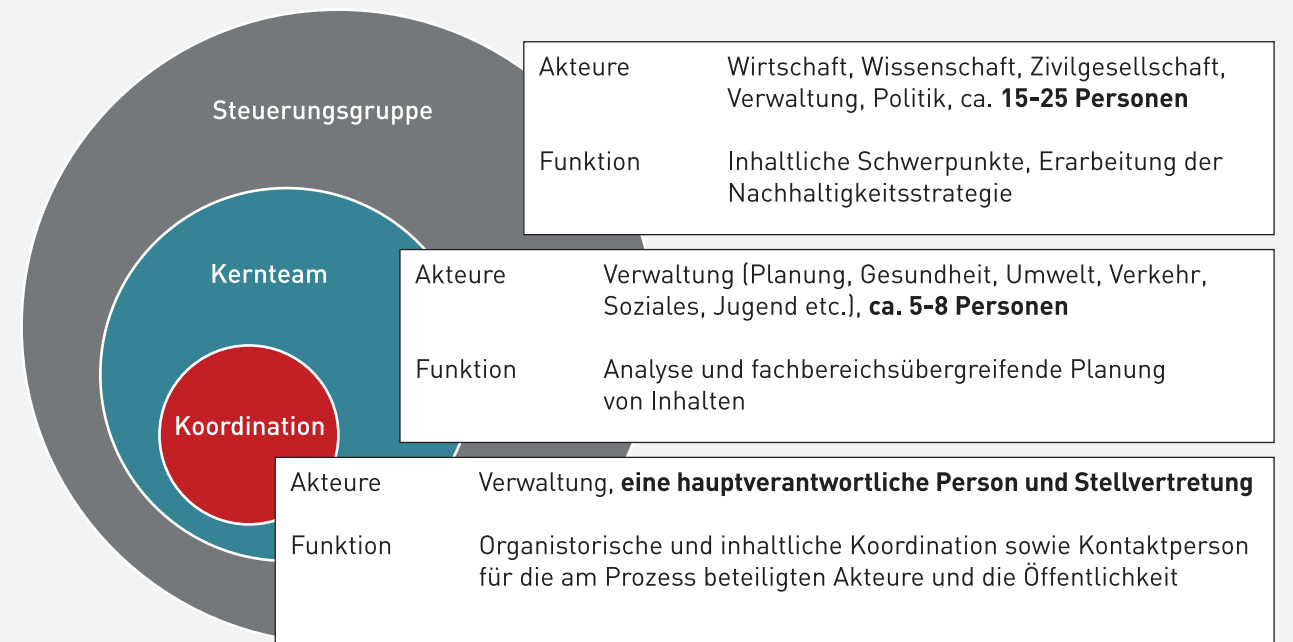 Steuerungsgruppe
Akteure Wirtschaft, Wissenschaft, Zivilgesellschaft,
Verwaltung, Politik, ca. 15-25 Personen
Funktion Inhaltliche Schwerpunkte, Erarbeitung der
Nachhaltigkeitsstrategie
Kernteam
Akteure Verwaltung (Planung, Gesundheit, Umwelt, Verkehr,
Soziales, Jugend etc.), ca. 5-8 Personen
Funktion Analyse und fachbereichsübergreifende Planung
von Inhalten
Koordination
Akteure Verwaltung, eine hauptverantwortliche Person und Stellvertretung
Funktion Organistorische und inhaltliche Koordination sowie Kontaktperson
für die am Prozess beteiligten Akteure und die Öffentlichkeit